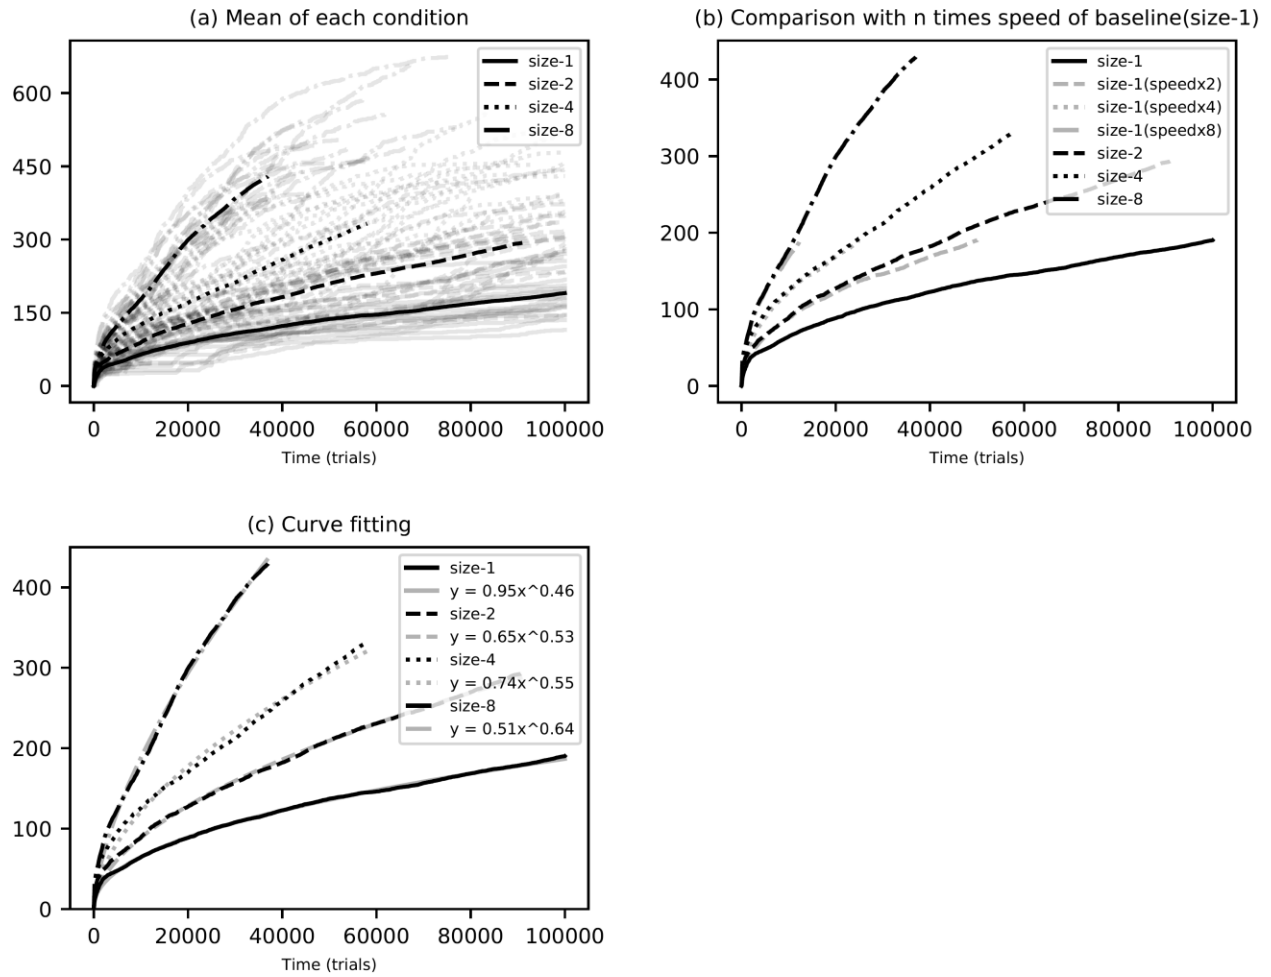 (a) Mean of each condition
size-1
size-2
size-4
size-8
600
450
300
150
0
0 20000 40000 60000 80000 100000
Time (trials)
(b) Comparison with n times speed of baseline(size-1)
size-1
size-1(speedx2)
size-1(speedx4)
size-1(speedx8)
size-2
size-4
size-8
400
300
200
100
0
0 20000 40000 60000 80000 100000
Time (trials)
(c) Curve fitting
size-1
y = 0.95x^0.46
size-2
y = 0.65x^0.53
size-4
y = 0.74x^0.55
size-8
y = 0.51x^0.64
400
300
200
100
0
0 20000 40000 60000 80000 100000
Time (trials)